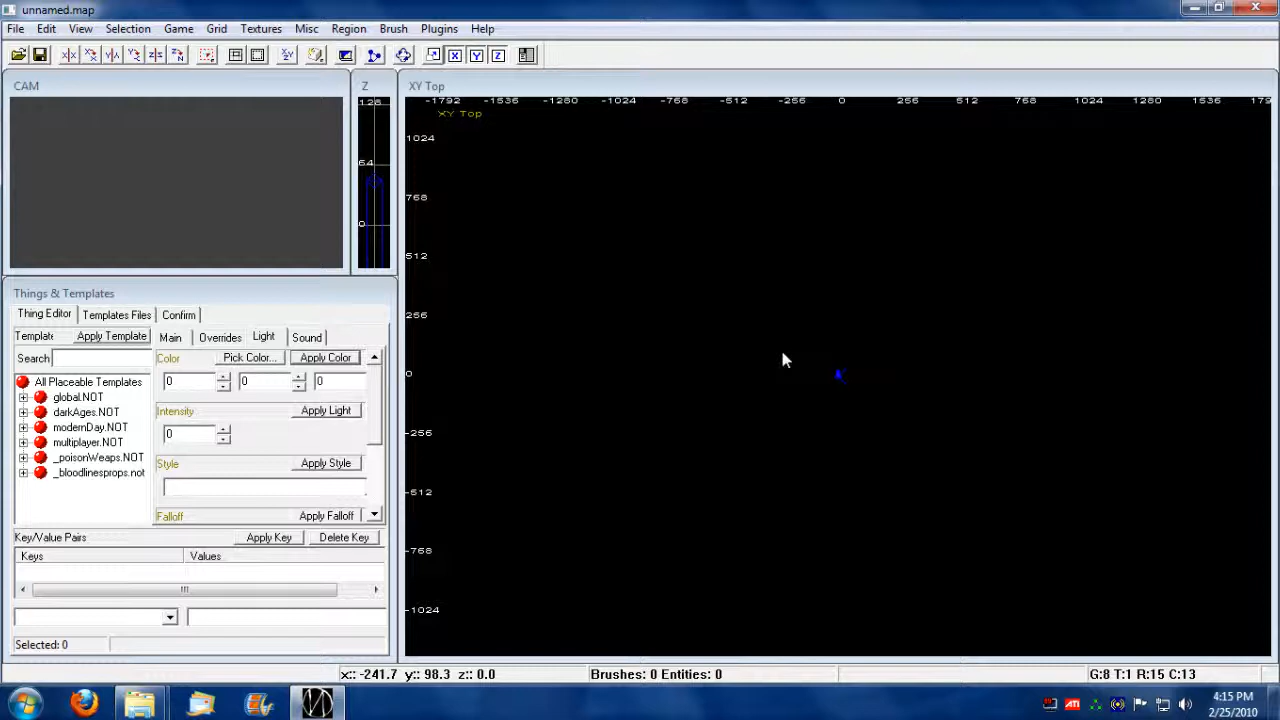 unnamed.map
File Edit View Selection Game Grid Textures Misc Region Brush Plugins Help
CAM
Z
XY Top
128
64
0
-1792 -1536 -1280 -1024 -768 -512 -256 0 256 512 768 1024 1280 1536 179
XY Top
1024
768
512
256
0
-256
-512
-768
-1024
Things & Templates
Thing Editor Templates Files Confirm
Template Apply Template
Search
All Placeable Templates
global.NOT
darkAges.NOT
modernDay.NOT
multiplayer.NOT
_poisonWeaps.NOT
_bloodlinesprops.not
Main Overrides Light Sound
Color Pick Color... Apply Color
0 0 0
Intensity Apply Light
0
Style Apply Style
Falloff Apply Falloff
Key/Value Pairs Apply Key Delete Key
Keys Values
Selected: 0
x:: -241.7 y:: 98.3 z:: 0.0
Brushes: 0 Entities: 0
G:8 T:1 R:15 C:13
ATI
4:15 PM
2/25/2010